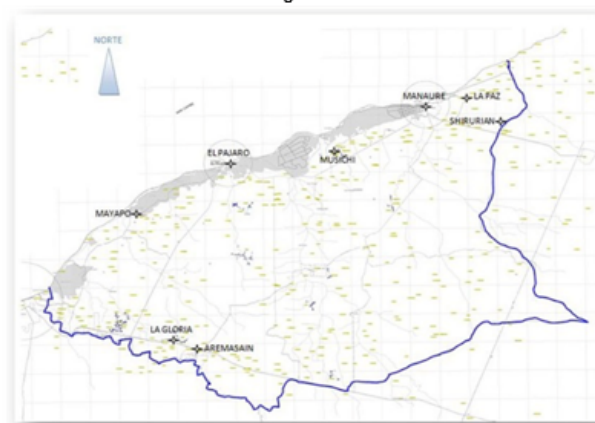 NORTE
MANAURE
LA PAZ
SHIRURIAN
EL PAJARO
MUSICHI
MAYAPO
LA GLORIA
AREMASAIN